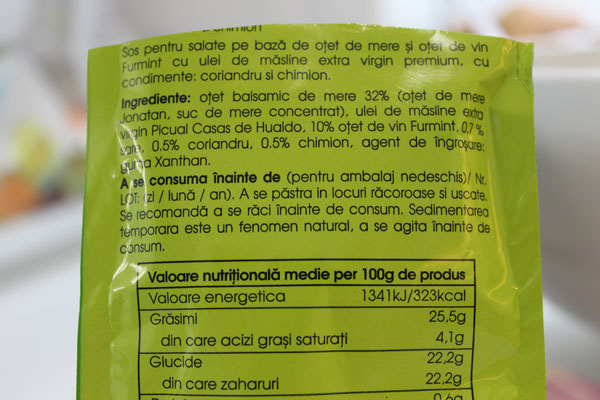 Sos pentru salate pe bază de oțet de mere și oțet de vin
Furmint cu ulei de măsline extra virgin premium, cu
condimente: coriandru si chimion.
Ingrediente: oțet balsamic de mere 32% (oțet de mere
Jonatan, suc de mere concentrat), ulei de măsline extra
virgin Picual Casas de Hualdo, 10% oțet de vin Furmint, 0,7 %
sare, 0.5% coriandru, 0.5% chimion, agent de îngroșare:
guma Xanthan.
A se consuma înainte de (pentru ambalaj nedeschis)/ Nr.
LOT: (zi / lună / an). A se păstra in locuri răcoroase si uscate.
Se recomandă a se răci înainte de consum. Sedimentarea
temporara este un fenomen natural, a se agita înainte de
consum.
Valoare nutrițională medie per 100g de produs
Valoare energetica 1341kJ/323kcal
Grăsimi 25,5g
din care acizi grași saturați 4,1g
Glucide 22,2g
din care zaharuri 22,2g
0,6g